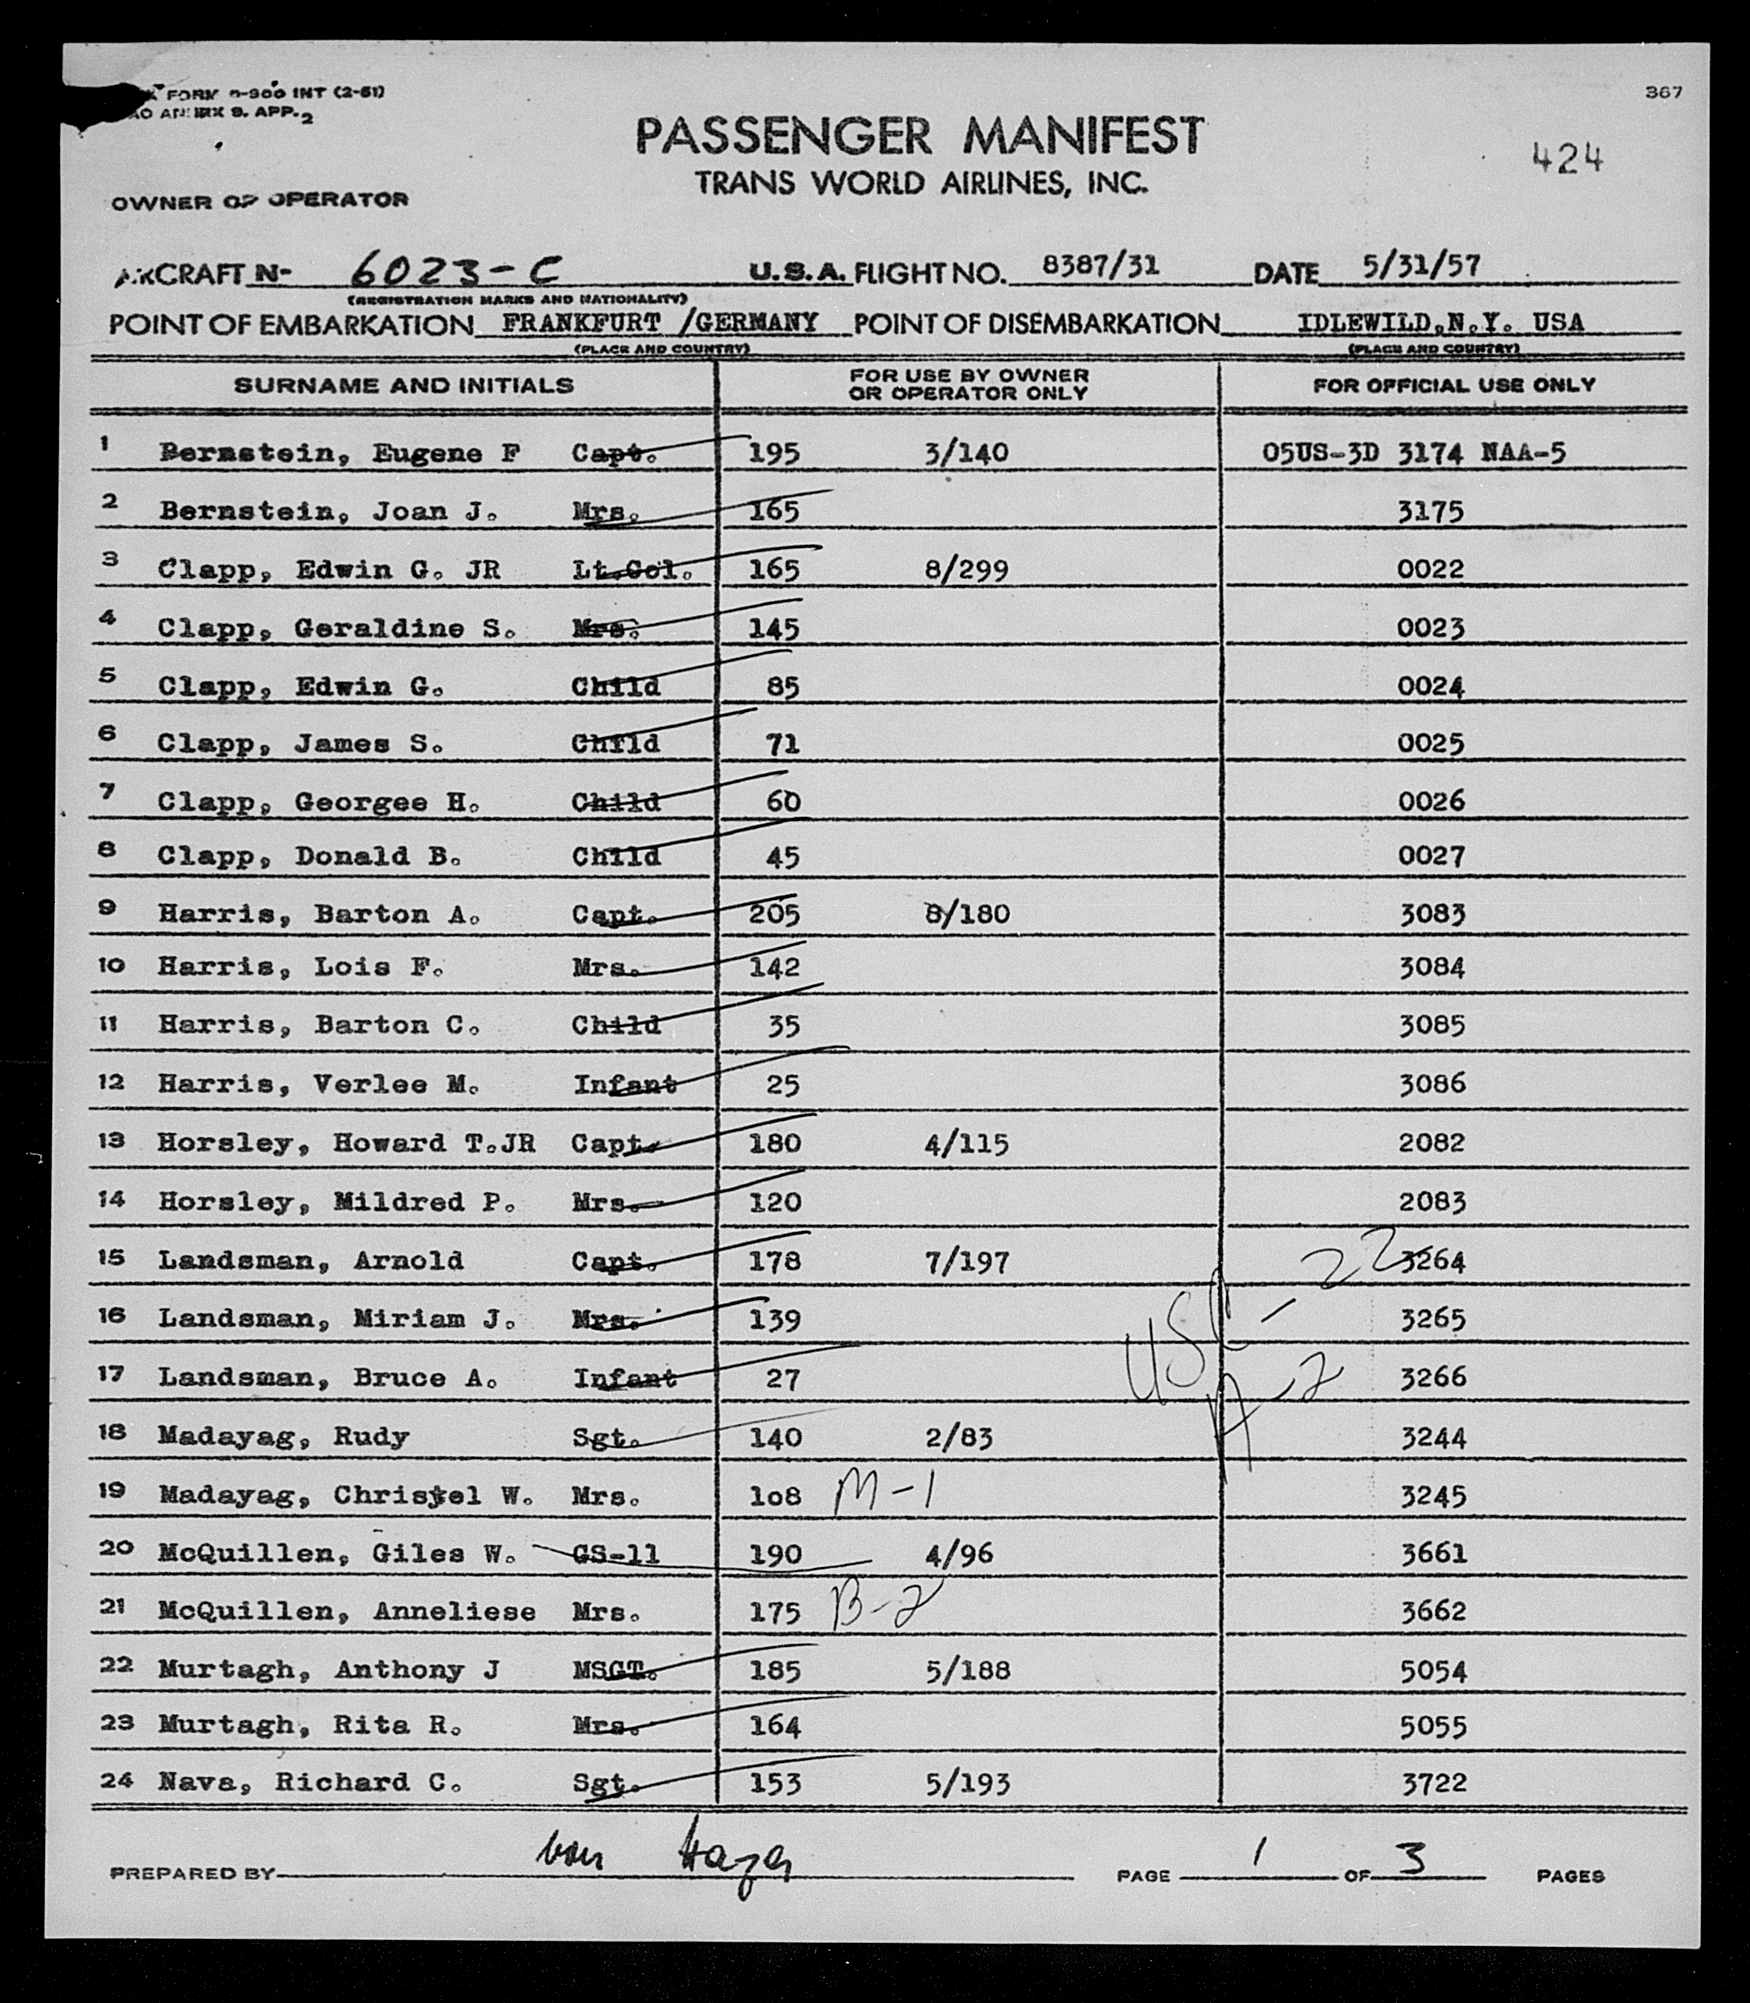 FORM O-900 INT (2-51)
ANNEX 9. APP. 2
367
PASSENGER MANIFEST
424
TRANS WORLD AIRLINES, INC.
OWNER OR OPERATOR
AIRCRAFT N- 6023-C U.S.A. FLIGHT NO. 8387/31 DATE 5/31/57
(REGISTRATION MARKS AND NATIONALITY)
POINT OF EMBARKATION FRANKFURT /GERMANY POINT OF DISEMBARKATION IDLEWILD,N.Y. USA
(PLACE AND COUNTRY) (PLACE AND COUNTRY)
SURNAME AND INITIALS FOR USE BY OWNER OR OPERATOR ONLY FOR OFFICIAL USE ONLY
1 Bernstein, Eugene F Capt. 195 3/140 05US-3D 3174 NAA-5
2 Bernstein, Joan J. Mrs. 165 3175
3 Clapp, Edwin G. JR Lt.Col. 165 8/299 0022
4 Clapp, Geraldine S. Mrs. 145 0023
5 Clapp, Edwin G. Child 85 0024
6 Clapp, James S. Child 71 0025
7 Clapp, Georgee H. Child 60 0026
8 Clapp, Donald B. Child 45 0027
9 Harris, Barton A. Capt. 205 8/180 3083
10 Harris, Lois F. Mrs. 142 3084
11 Harris, Barton C. Child 35 3085
12 Harris, Verlee M. Infant 25 3086
13 Horsley, Howard T.JR Capt. 180 4/115 2082
14 Horsley, Mildred P. Mrs. 120 2083
15 Landsman, Arnold Capt. 178 7/197 3264
USC - 22
16 Landsman, Miriam J. Mrs. 139 3265
17 Landsman, Bruce A. Infant 27 3266
A-2
18 Madayag, Rudy Sgt. 140 2/83 3244
19 Madayag, Christel W. Mrs. 108 M-1 3245
20 McQuillen, Giles W. GS-11 190 4/96 3661
21 McQuillen, Anneliese Mrs. 175 B-2 3662
22 Murtagh, Anthony J MSGT. 185 5/188 5054
23 Murtagh, Rita R. Mrs. 164 5055
24 Nava, Richard C. Sgt. 153 5/193 3722
PREPARED BY von PAGE 1 OF 3 PAGES